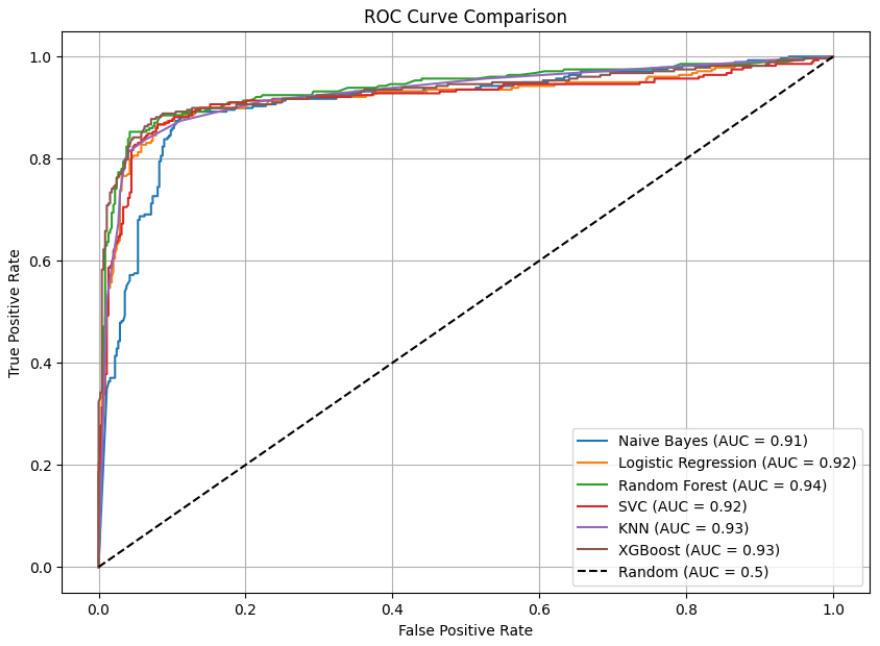 ROC Curve Comparison
True Positive Rate
1.0
0.8
0.6
0.4
0.2
0.0
Naive Bayes (AUC = 0.91)
Logistic Regression (AUC = 0.92)
Random Forest (AUC = 0.94)
SVC (AUC = 0.92)
KNN (AUC = 0.93)
XGBoost (AUC = 0.93)
Random (AUC = 0.5)
0.0 0.2 0.4 0.6 0.8 1.0
False Positive Rate